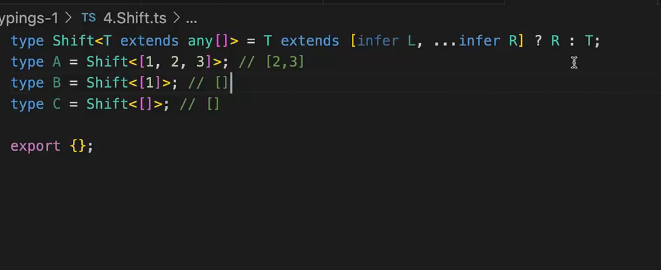 ypings-1 > TS 4.Shift.ts > ...
type Shift<T extends any[]> = T extends [infer L, ...infer R] ? R : T;
type A = Shift<[1, 2, 3]>; // [2,3]
type B = Shift<[1]>; // []
type C = Shift<[]>; // []
export {};